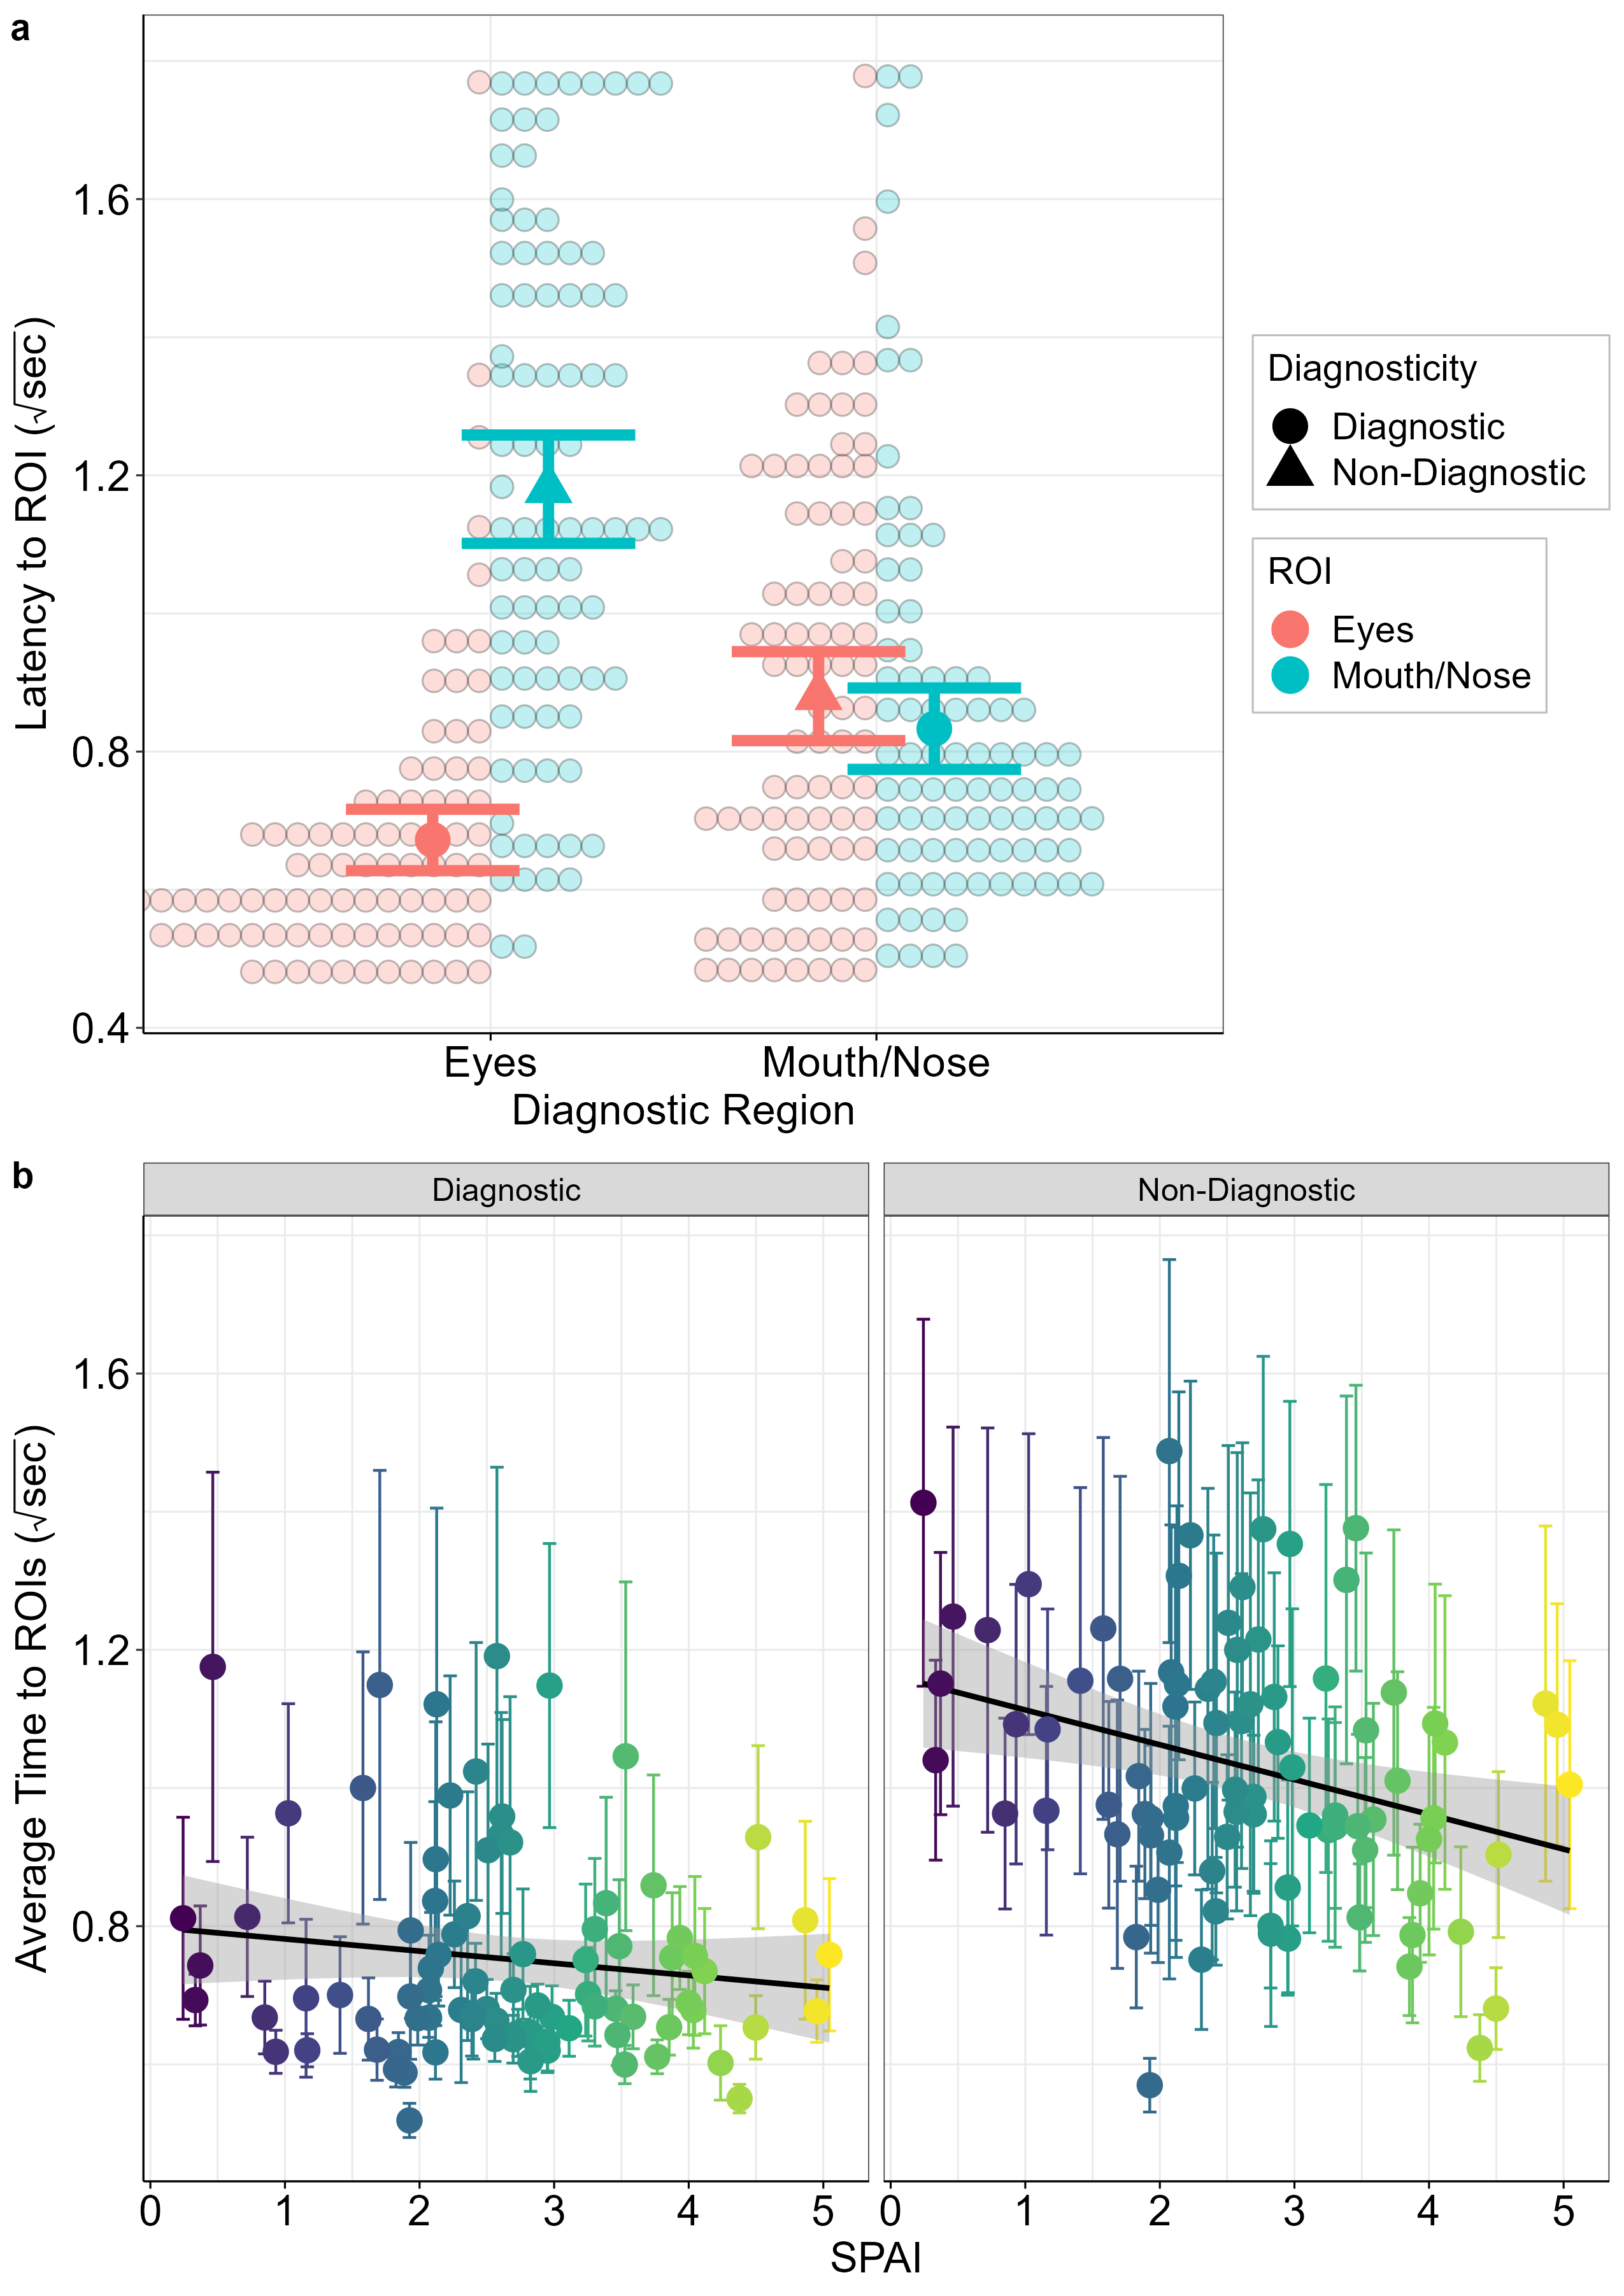 a
Latency to ROI (√sec)
1.6
1.2
0.8
0.4
Eyes
Mouth/Nose
Diagnostic Region
Diagnosticity
Diagnostic
Non-Diagnostic
ROI
Eyes
Mouth/Nose
b
Diagnostic
Non-Diagnostic
Average Time to ROIs (√sec)
1.6
1.2
0.8
0 1 2 3 4 5
0 1 2 3 4 5
SPAI